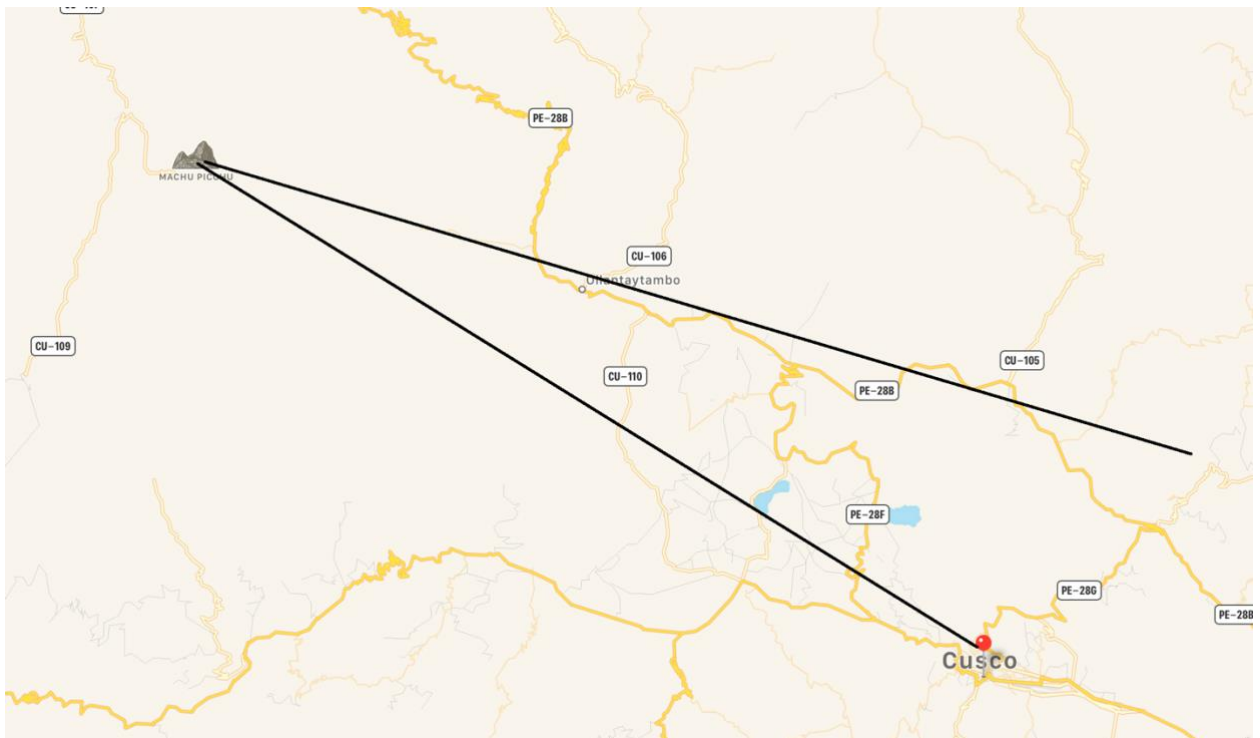 PE-28B
MACHU PICCHU
CU-106
Ollantaytambo
CU-109
CU-105
CU-110
PE-28B
PE-28F
PE-28G
PE-28B
Cusco